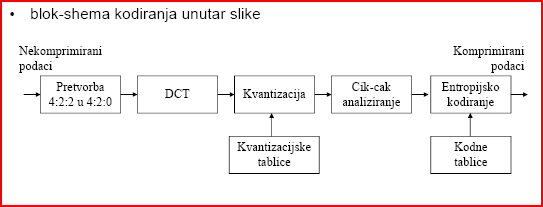 • blok-shema kodiranja unutar slike
Nekomprimirani
podaci
Komprimirani
podaci
Pretvorba
4:2:2 u 4:2:0
DCT
Kvantizacija
Cik-cak
analiziranje
Entropijsko
kodiranje
Kvantizacijske
tablice
Kodne
tablice